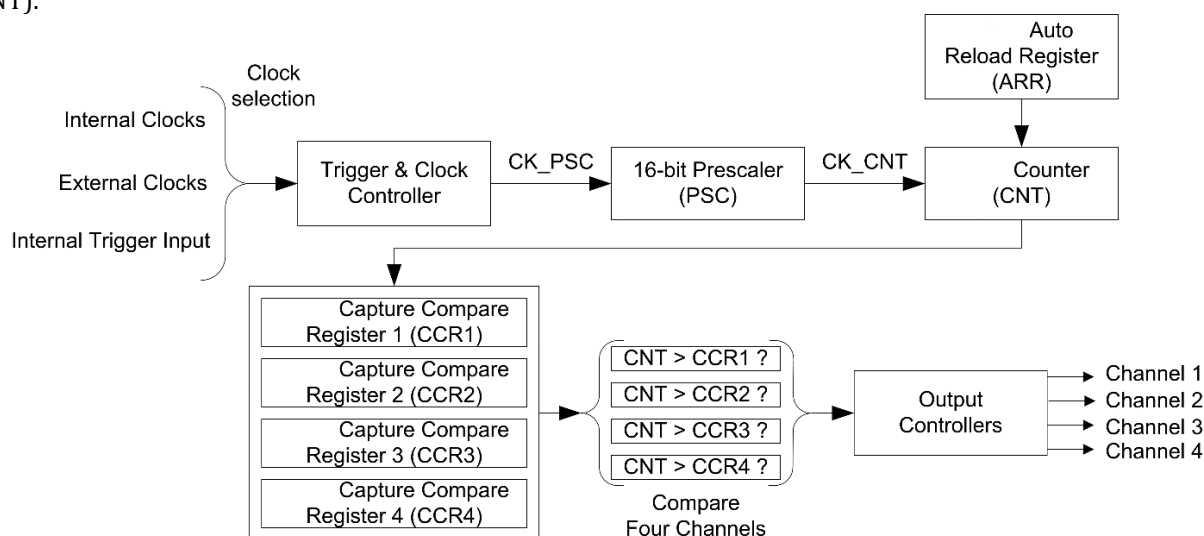 NT).
Auto
Reload Register
(ARR)
Clock
selection
Internal Clocks
External Clocks
Internal Trigger Input
Trigger & Clock
Controller
CK_PSC
16-bit Prescaler
(PSC)
CK_CNT
Counter
(CNT)
Capture Compare
Register 1 (CCR1)
Capture Compare
Register 2 (CCR2)
Capture Compare
Register 3 (CCR3)
Capture Compare
Register 4 (CCR4)
CNT > CCR1 ?
CNT > CCR2 ?
CNT > CCR3 ?
CNT > CCR4 ?
Compare
Four Channels
Output
Controllers
Channel 1
Channel 2
Channel 3
Channel 4